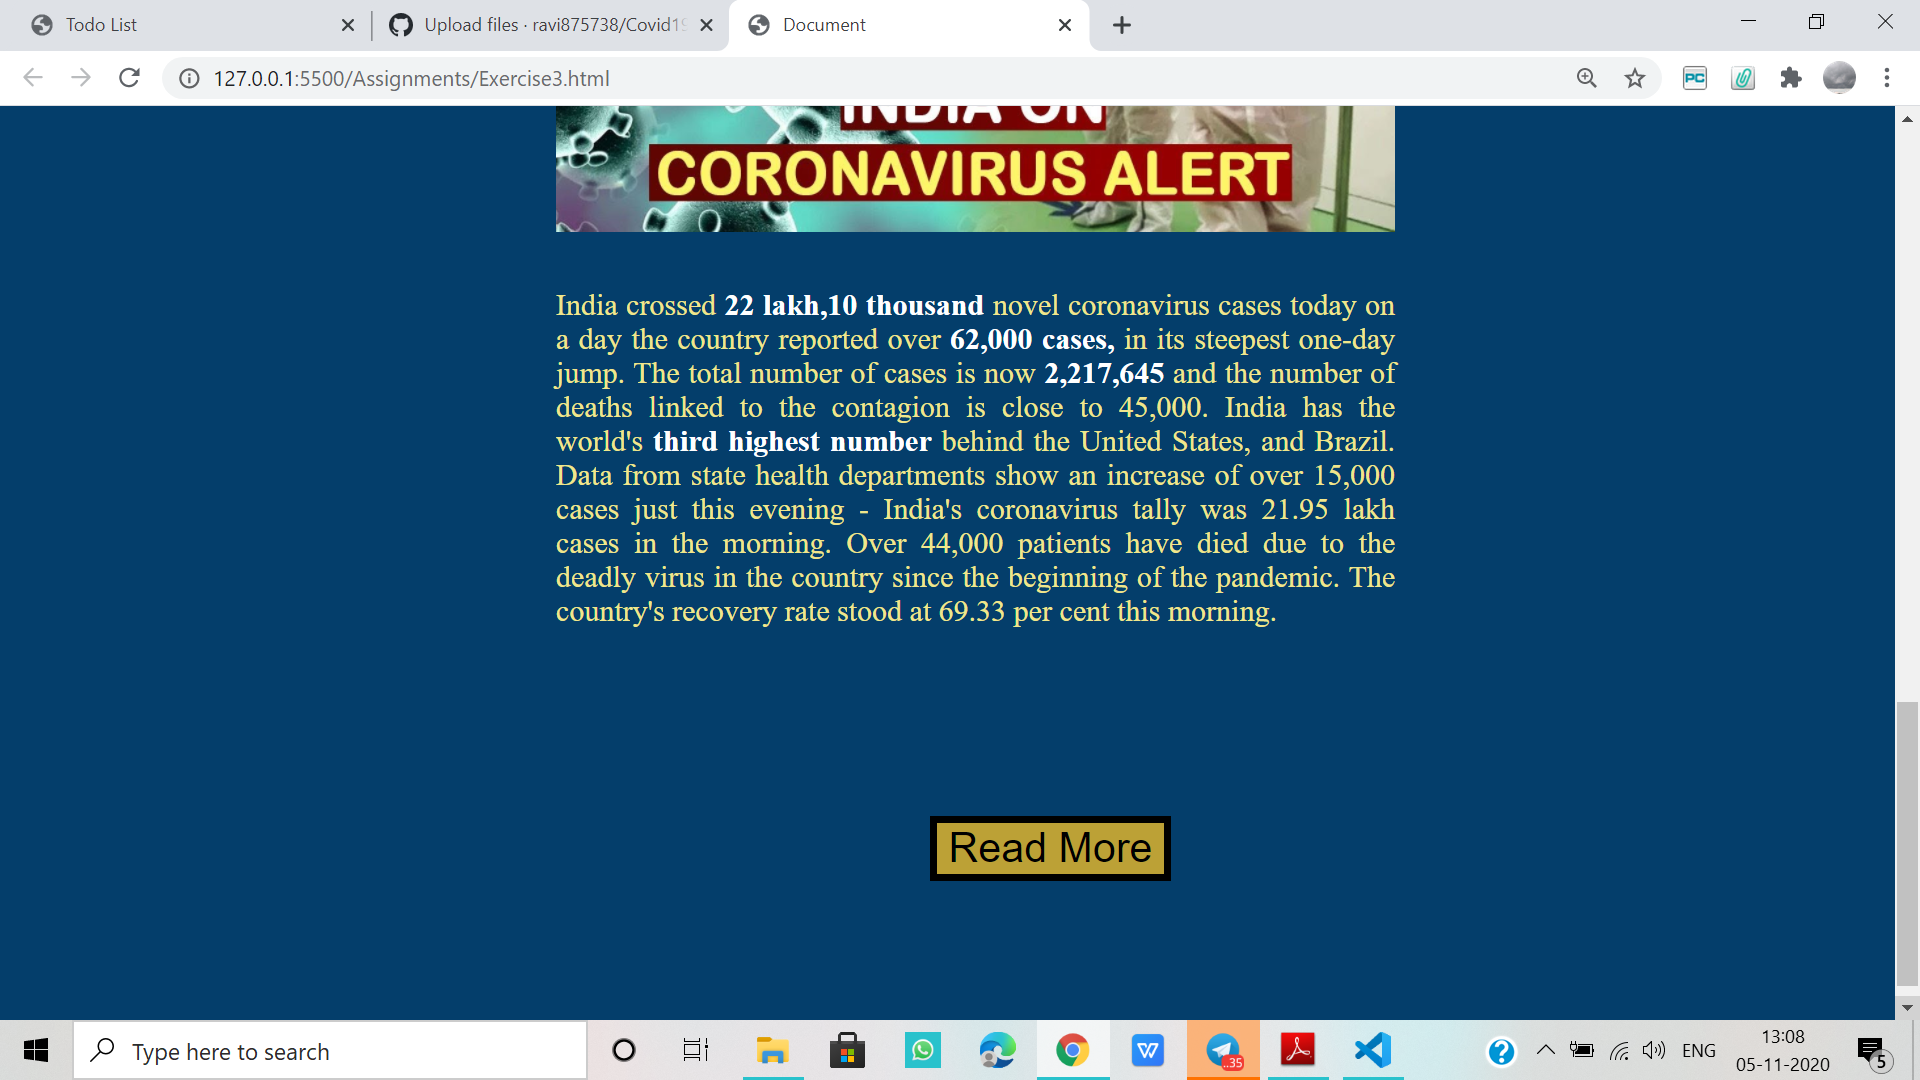 Todo List
Upload files · ravi875738/Covid19
Document
127.0.0.1:5500/Assignments/Exercise3.html
PC
INDIA ON
CORONAVIRUS ALERT
India crossed 22 lakh,10 thousand novel coronavirus cases today on
a day the country reported over 62,000 cases, in its steepest one-day
jump. The total number of cases is now 2,217,645 and the number of
deaths linked to the contagion is close to 45,000. India has the
world's third highest number behind the United States, and Brazil.
Data from state health departments show an increase of over 15,000
cases just this evening - India's coronavirus tally was 21.95 lakh
cases in the morning. Over 44,000 patients have died due to the
deadly virus in the country since the beginning of the pandemic. The
country's recovery rate stood at 69.33 per cent this morning.
Read More
Type here to search
W
..35
ENG
13:08
05-11-2020
5